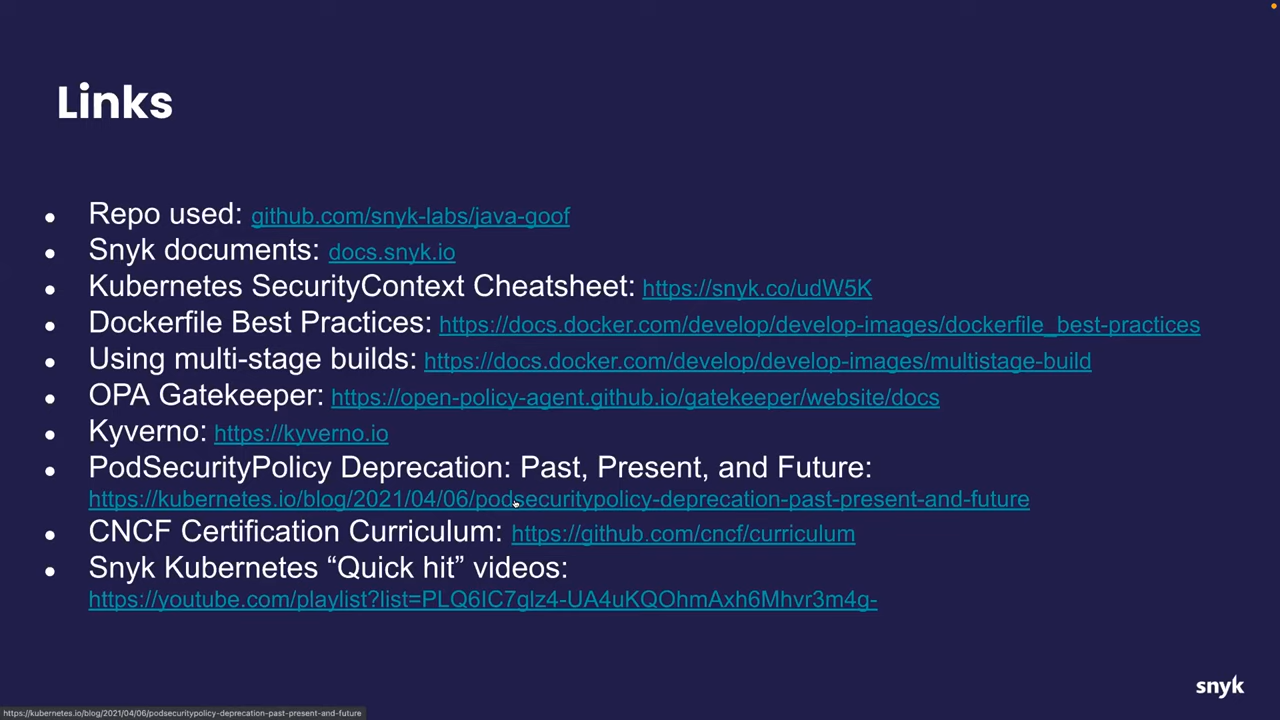 Links
● Repo used: github.com/snyk-labs/java-goof
● Snyk documents: docs.snyk.io
● Kubernetes SecurityContext Cheatsheet: https://snyk.co/udW5K
● Dockerfile Best Practices: https://docs.docker.com/develop/develop-images/dockerfile_best-practices
● Using multi-stage builds: https://docs.docker.com/develop/develop-images/multistage-build
● OPA Gatekeeper: https://open-policy-agent.github.io/gatekeeper/website/docs
● Kyverno: https://kyverno.io
● PodSecurityPolicy Deprecation: Past, Present, and Future:
https://kubernetes.io/blog/2021/04/06/podsecuritypolicy-deprecation-past-present-and-future
● CNCF Certification Curriculum: https://github.com/cncf/curriculum
● Snyk Kubernetes “Quick hit” videos:
https://youtube.com/playlist?list=PLQ6IC7glz4-UA4uKQOhmAxh6Mhvr3m4g-
snyk
https://kubernetes.io/blog/2021/04/06/podsecuritypolicy-deprecation-past-present-and-future